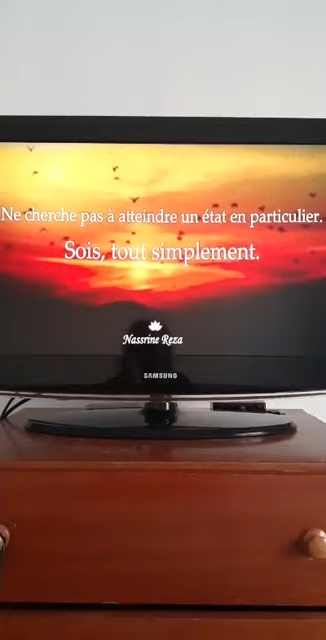 Ne cherche pas à atteindre un état en particulier.
Sois, tout simplement.
Nassrine Reza
SAMSUNG